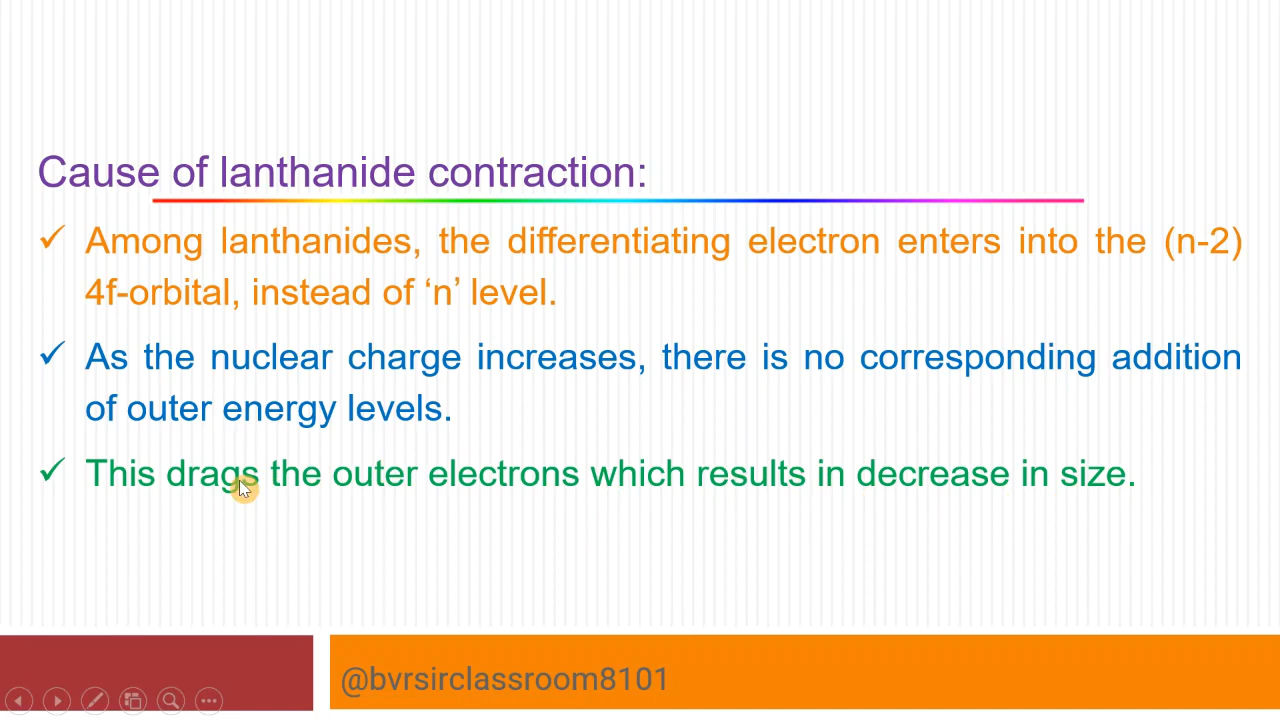 Cause of lanthanide contraction:
✓ Among lanthanides, the differentiating electron enters into the (n-2)
4f-orbital, instead of ‘n’ level.
✓ As the nuclear charge increases, there is no corresponding addition
of outer energy levels.
✓ This drags the outer electrons which results in decrease in size.
@bvrsirclassroom8101